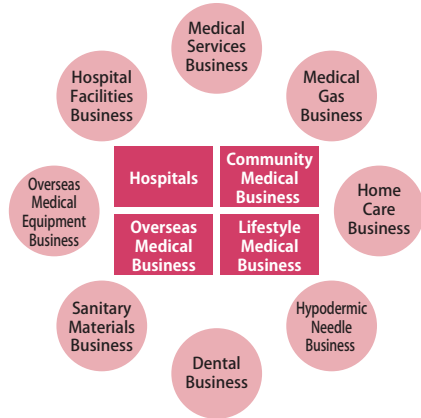 Medical
Services
Business
Hospital
Facilities
Business
Medical
Gas
Business
Hospitals
Community
Medical
Business
Overseas
Medical
Equipment
Business
Home
Care
Business
Overseas
Medical
Business
Lifestyle
Medical
Business
Sanitary
Materials
Business
Hypodermic
Needle
Business
Dental
Business